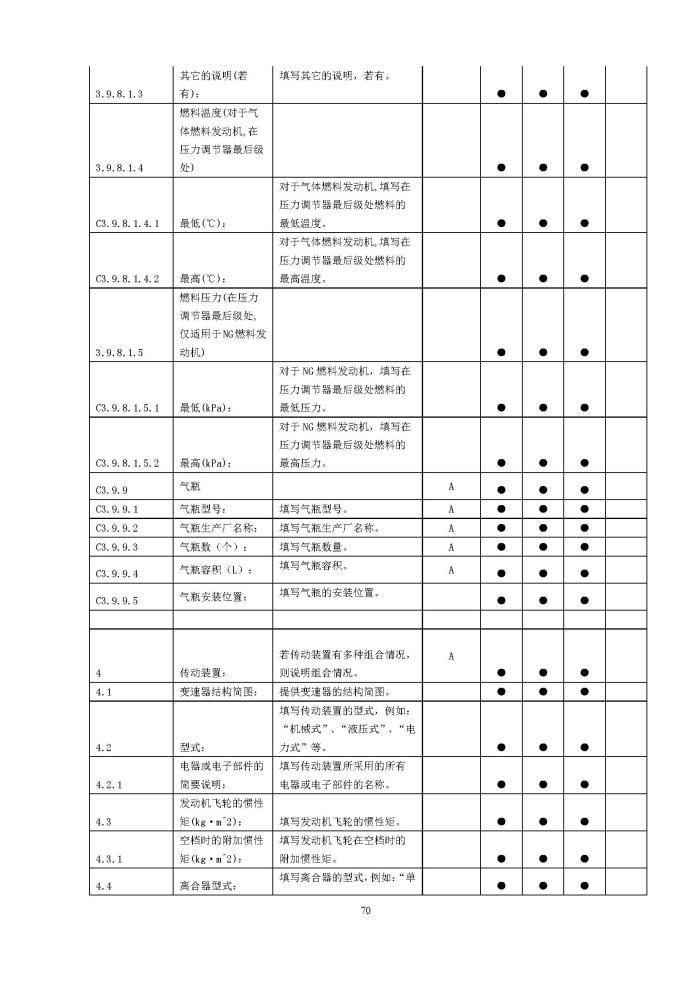 其它的说明(若 填写其它的说明，若有。
3.9.8.1.3 有)： ● ● ●
燃料温度(对于气
体燃料发动机,在
压力调节器最后级
3.9.8.1.4 处) ● ● ●
对于气体燃料发动机,填写在
压力调节器最后级处燃料的
C3.9.8.1.4.1 最低(℃)： 最低温度。 ● ● ●
对于气体燃料发动机,填写在
压力调节器最后级处燃料的
C3.9.8.1.4.2 最高(℃)： 最高温度。 ● ● ●
燃料压力(在压力
调节器最后级处,
仅适用于NG燃料发
3.9.8.1.5 动机) ● ● ●
对于 NG 燃料发动机，填写在
压力调节器最后级处燃料的
C3.9.8.1.5.1 最低(kPa)： 最低压力。 ● ● ●
对于 NG 燃料发动机，填写在
压力调节器最后级处燃料的
C3.9.8.1.5.2 最高(kPa)： 最高压力。 ● ● ●
C3.9.9 气瓶 A ● ● ●
C3.9.9.1 气瓶型号： 填写气瓶型号。 A ● ● ●
C3.9.9.2 气瓶生产厂名称： 填写气瓶生产厂名称。 A ● ● ●
C3.9.9.3 气瓶数（个）： 填写气瓶数量。 A ● ● ●
C3.9.9.4 气瓶容积（L）： 填写气瓶容积。 A ● ● ●
C3.9.9.5 气瓶安装位置： 填写气瓶的安装位置。 ● ● ●
若传动装置有多种组合情况， A
4 传动装置： 则说明组合情况。 ● ● ●
4.1 变速器结构简图： 提供变速器的结构简图。 ● ● ●
填写传动装置的型式，例如：
“机械式”、“液压式”、“电
4.2 型式： 力式”等。 ● ● ●
电器或电子部件的 填写传动装置所采用的所有
4.2.1 简要说明： 电器或电子部件的名称。 ● ● ●
发动机飞轮的惯性
4.3 矩(kg·m^2)： 填写发动机飞轮的惯性矩。 ● ● ●
空档时的附加惯性 填写发动机飞轮在空档时的
4.3.1 矩(kg·m^2)： 附加惯性矩。 ● ● ●
4.4 离合器型式： 填写离合器的型式,例如：“单 ● ● ●
70